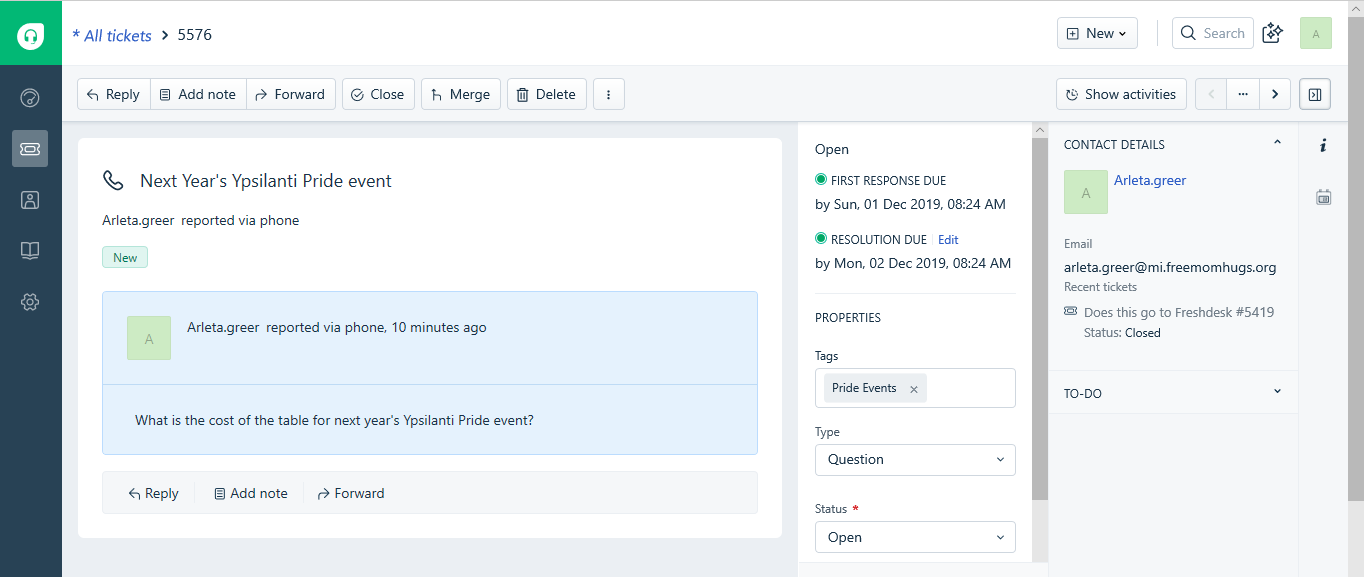 * All tickets > 5576
New
Search
A
Reply
Add note
Forward
Close
Merge
Delete
Show activities
Next Year's Ypsilanti Pride event
Arleta.greer reported via phone
New
A
Arleta.greer reported via phone, 10 minutes ago
What is the cost of the table for next year's Ypsilanti Pride event?
Reply
Add note
Forward
Open
FIRST RESPONSE DUE
by Sun, 01 Dec 2019, 08:24 AM
RESOLUTION DUE Edit
by Mon, 02 Dec 2019, 08:24 AM
PROPERTIES
Tags
Pride Events ×
Type
Question
Status *
Open
CONTACT DETAILS
A
Arleta.greer
Email
arleta.greer@mi.freemomhugs.org
Recent tickets
Does this go to Freshdesk #5419
Status: Closed
TO-DO